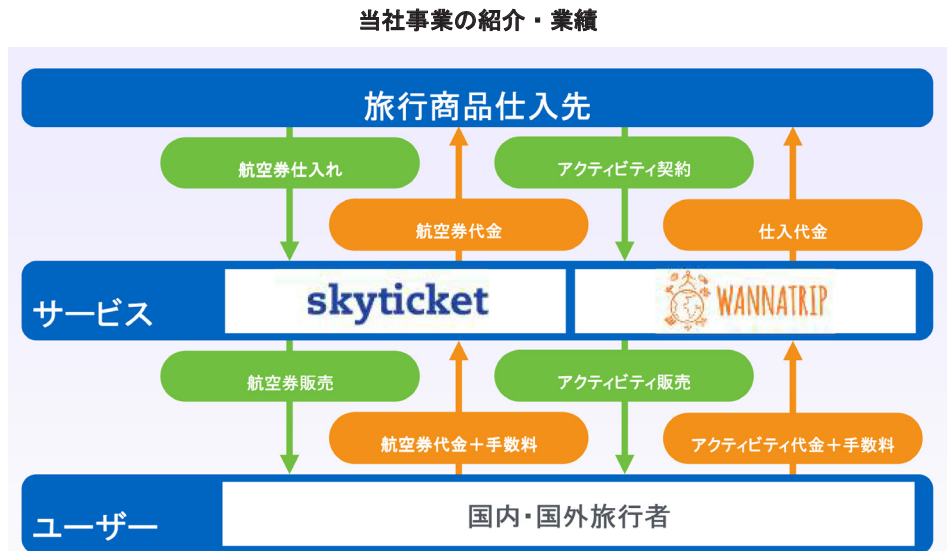 当社事業の紹介・業績
旅行商品仕入先
航空券仕入れ
アクティビティ契約
航空券代金
仕入代金
サービス
skyticket
WANNATRIP
航空券販売
アクティビティ販売
航空券代金＋手数料
アクティビティ代金＋手数料
ユーザー
国内・国外旅行者